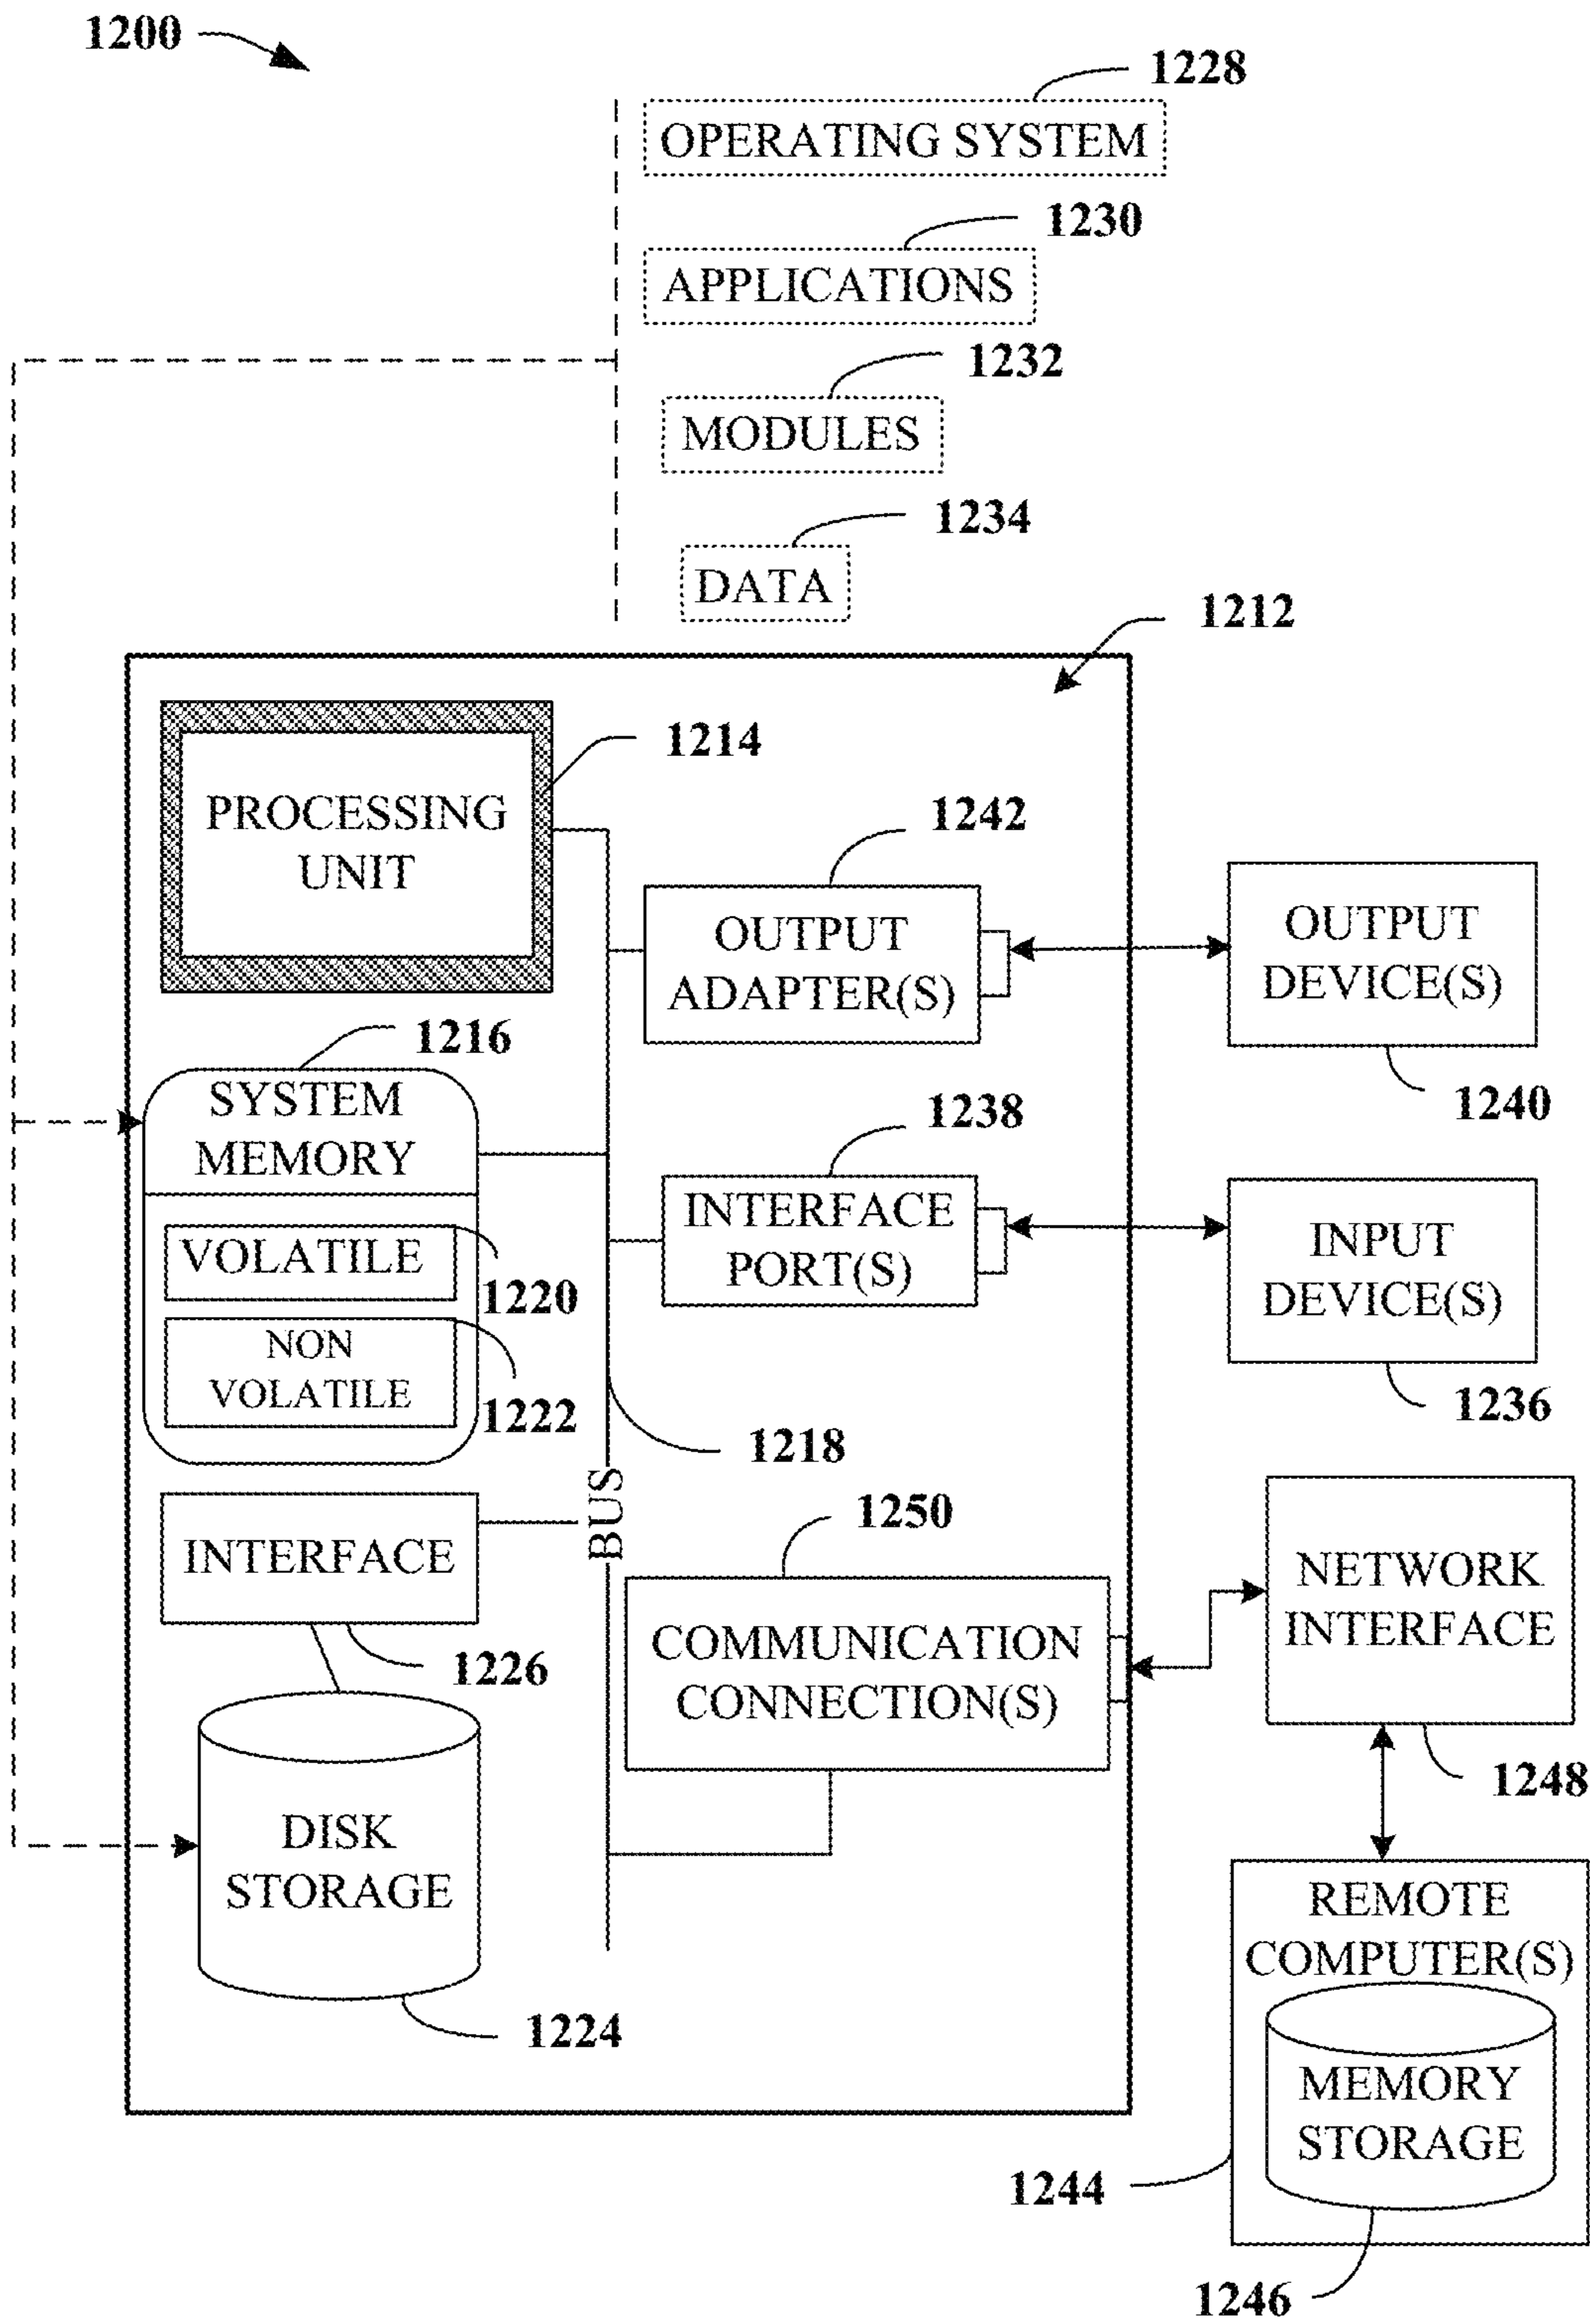 1200
1228
OPERATING SYSTEM
1230
APPLICATIONS
1232
MODULES
1234
DATA
1212
1214
PROCESSING
UNIT
1242
OUTPUT
ADAPTER(S)
OUTPUT
DEVICE(S)
1240
1216
SYSTEM
MEMORY
1238
INTERFACE
PORT(S)
INPUT
DEVICE(S)
1236
VOLATILE
1220
NON
VOLATILE
1222
1218
BUS
INTERFACE
1226
1250
COMMUNICATION
CONNECTION(S)
NETWORK
INTERFACE
1248
DISK
STORAGE
1224
REMOTE
COMPUTER(S)
MEMORY
STORAGE
1244
1246